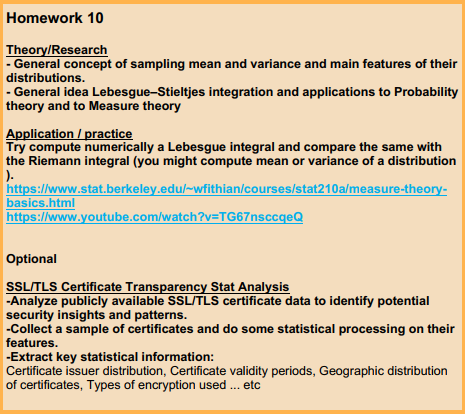 Homework 10
Theory/Research
- General concept of sampling mean and variance and main features of their
distributions.
- General idea Lebesgue–Stieltjes integration and applications to Probability
theory and to Measure theory
Application / practice
Try compute numerically a Lebesgue integral and compare the same with
the Riemann integral (you might compute mean or variance of a distribution
).
https://www.stat.berkeley.edu/~wfithian/courses/stat210a/measure-theory-
basics.html
https://www.youtube.com/watch?v=TG67nsccqeQ
Optional
SSL/TLS Certificate Transparency Stat Analysis
-Analyze publicly available SSL/TLS certificate data to identify potential
security insights and patterns.
-Collect a sample of certificates and do some statistical processing on their
features.
-Extract key statistical information:
Certificate issuer distribution, Certificate validity periods, Geographic distribution
of certificates, Types of encryption used ... etc